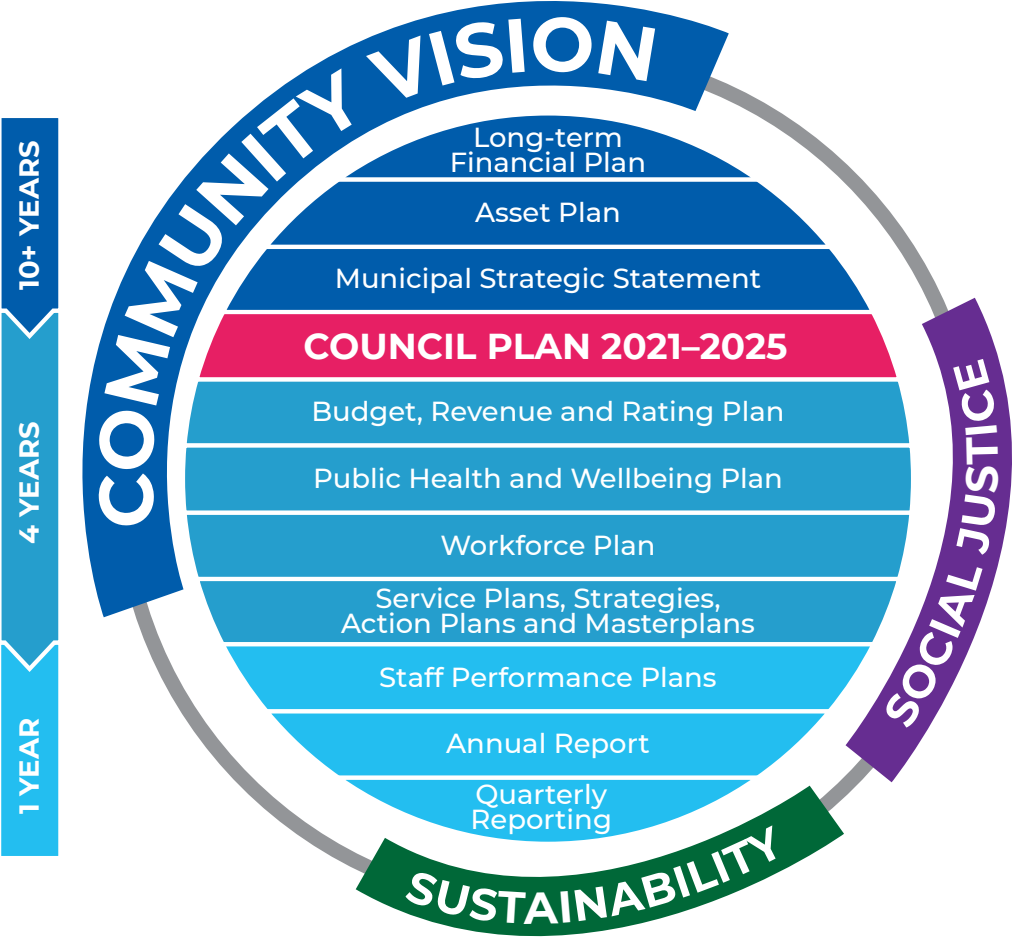 COMMUNITY VISION
10+ YEARS
4 YEARS
1 YEAR
Long-term
Financial Plan
Asset Plan
Municipal Strategic Statement
COUNCIL PLAN 2021–2025
Budget, Revenue and Rating Plan
Public Health and Wellbeing Plan
Workforce Plan
Service Plans, Strategies,
Action Plans and Masterplans
Staff Performance Plans
Annual Report
Quarterly
Reporting
SOCIAL JUSTICE
SUSTAINABILITY